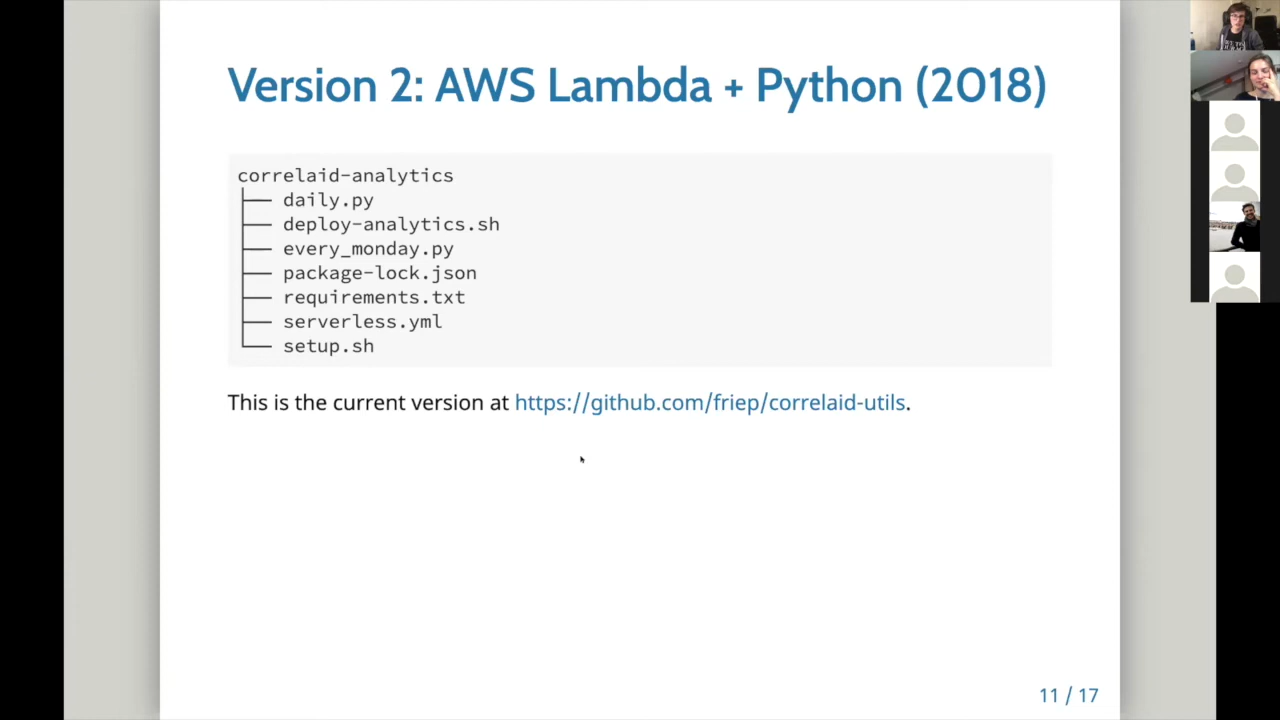 Version 2: AWS Lambda + Python (2018)
correlaid-analytics
├── daily.py
├── deploy-analytics.sh
├── every_monday.py
├── package-lock.json
├── requirements.txt
├── serverless.yml
└── setup.sh
This is the current version at https://github.com/friep/correlaid-utils.
11 / 17